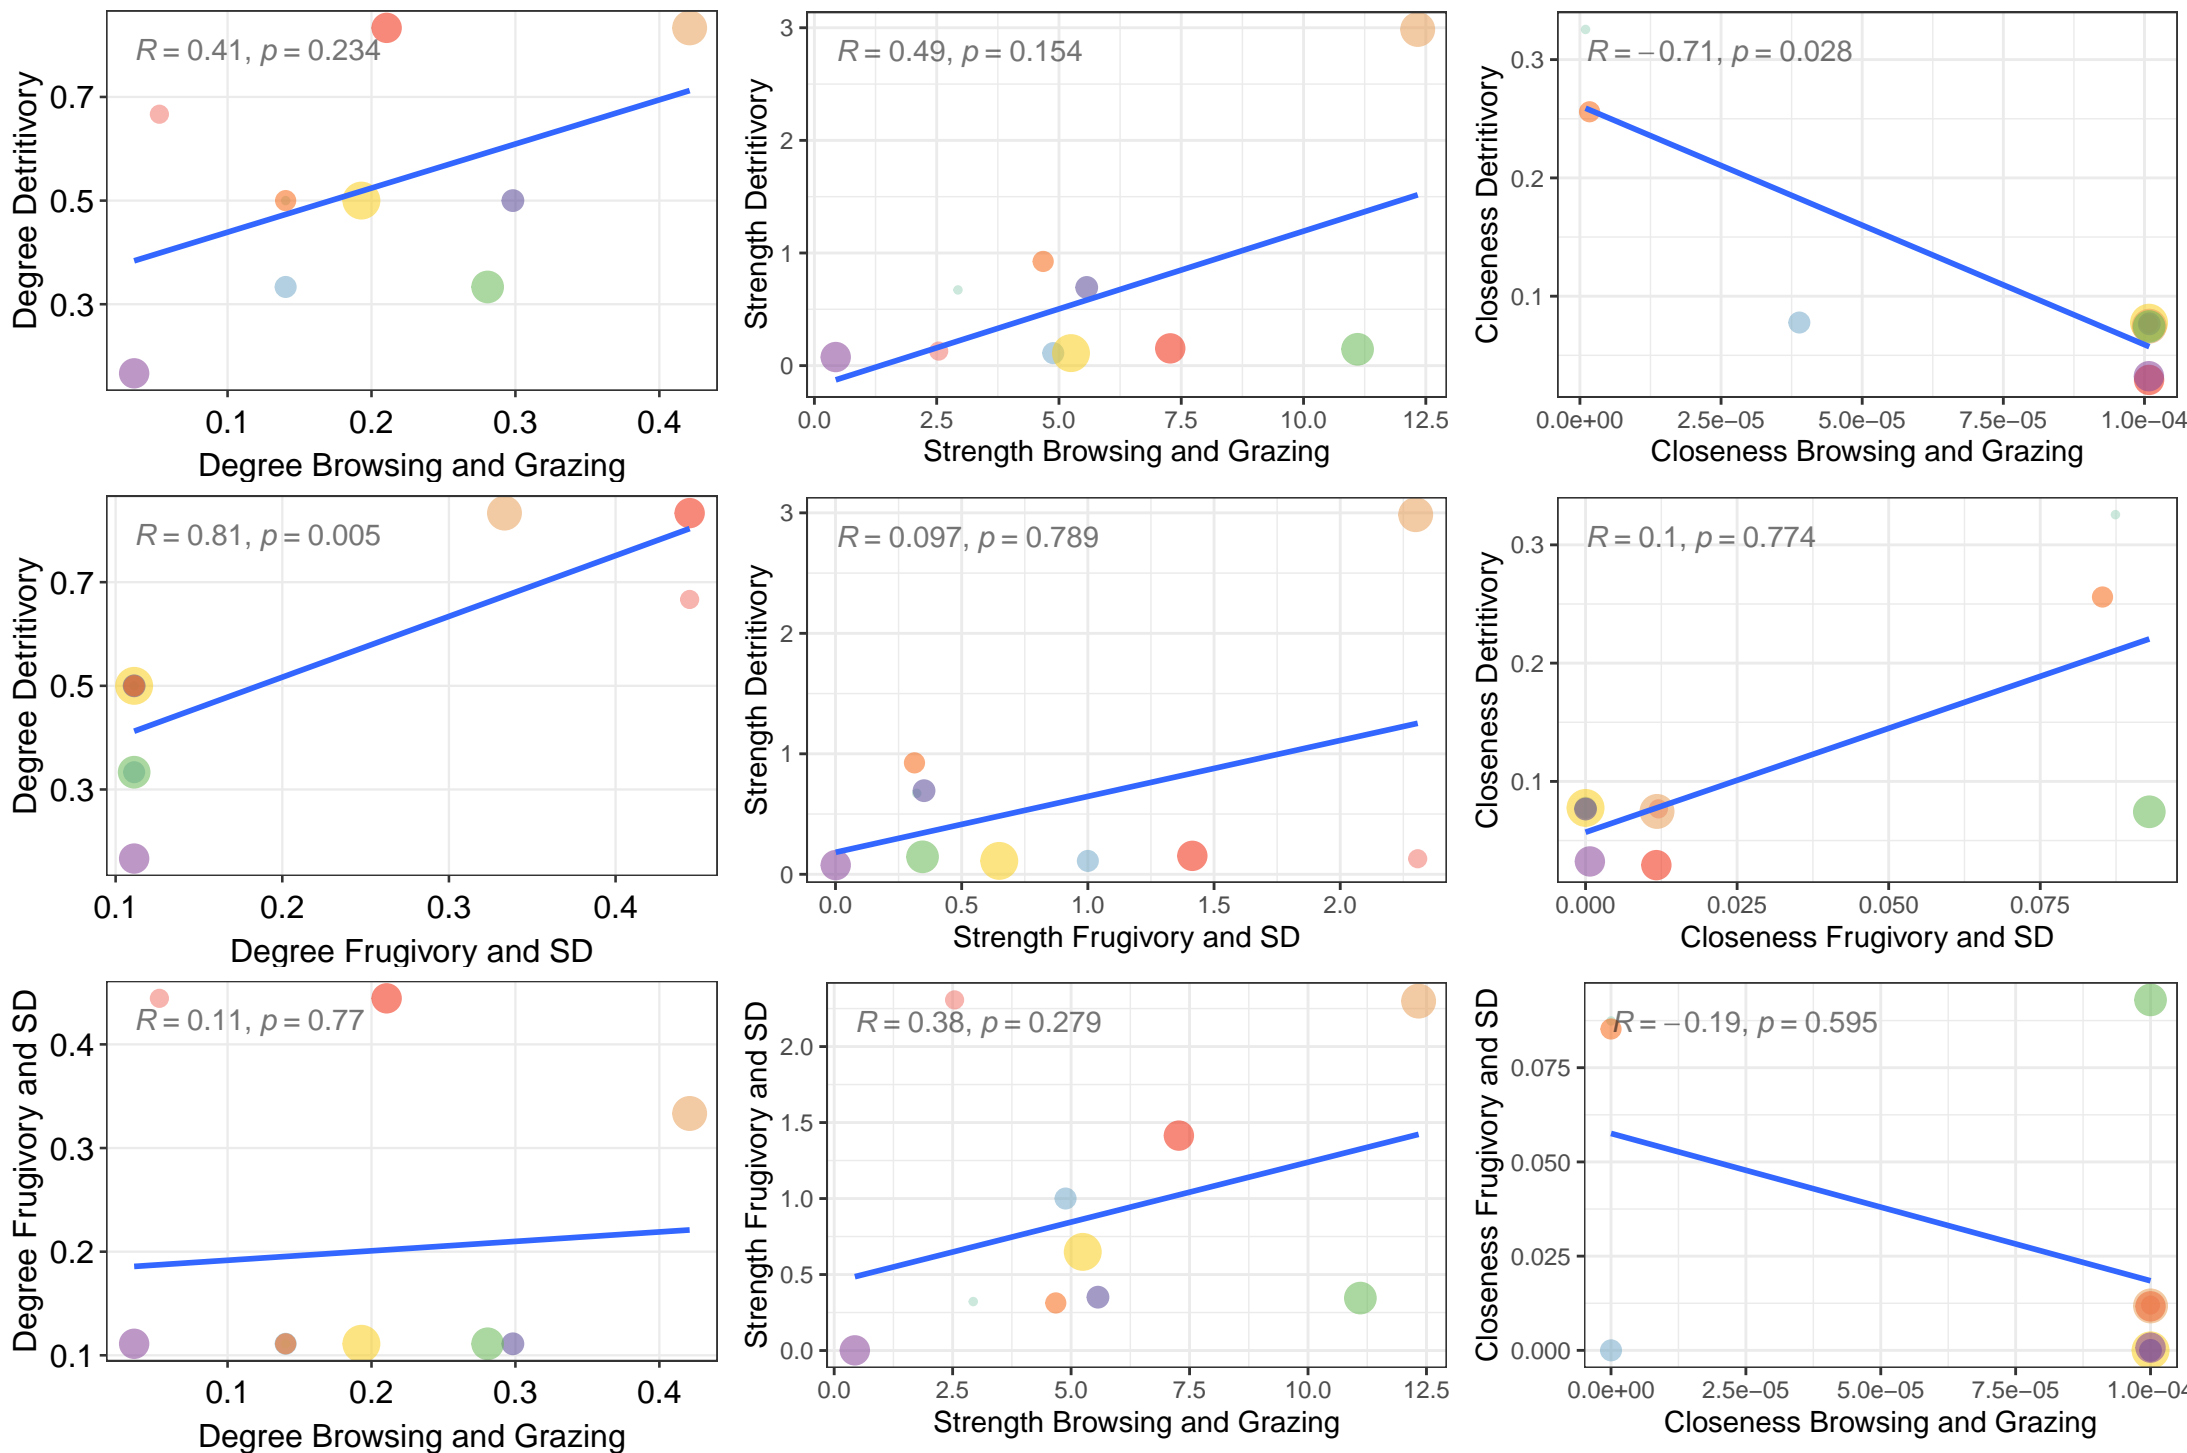 R = 0.41, p = 0.234
Degree Detritivory
0.7
0.5
0.3
0.1 0.2 0.3 0.4
Degree Browsing and Grazing
R = 0.49, p = 0.154
Strength Detritivory
3
2
1
0
0.0 2.5 5.0 7.5 10.0 12.5
Strength Browsing and Grazing
R = −0.71, p = 0.028
Closeness Detritivory
0.3
0.2
0.1
0.0e+00 2.5e−05 5.0e−05 7.5e−05 1.0e−04
Closeness Browsing and Grazing
R = 0.81, p = 0.005
Degree Detritivory
0.7
0.5
0.3
0.1 0.2 0.3 0.4
Degree Frugivory and SD
R = 0.097, p = 0.789
Strength Detritivory
3
2
1
0
0.0 0.5 1.0 1.5 2.0
Strength Frugivory and SD
R = 0.1, p = 0.774
Closeness Detritivory
0.3
0.2
0.1
0.000 0.025 0.050 0.075
Closeness Frugivory and SD
R = 0.11, p = 0.77
Degree Frugivory and SD
0.4
0.3
0.2
0.1
0.1 0.2 0.3 0.4
Degree Browsing and Grazing
R = 0.38, p = 0.279
Strength Frugivory and SD
2.0
1.5
1.0
0.5
0.0
0.0 2.5 5.0 7.5 10.0 12.5
Strength Browsing and Grazing
R = −0.19, p = 0.595
Closeness Frugivory and SD
0.075
0.050
0.025
0.000
0.0e+00 2.5e−05 5.0e−05 7.5e−05 1.0e−04
Closeness Browsing and Grazing